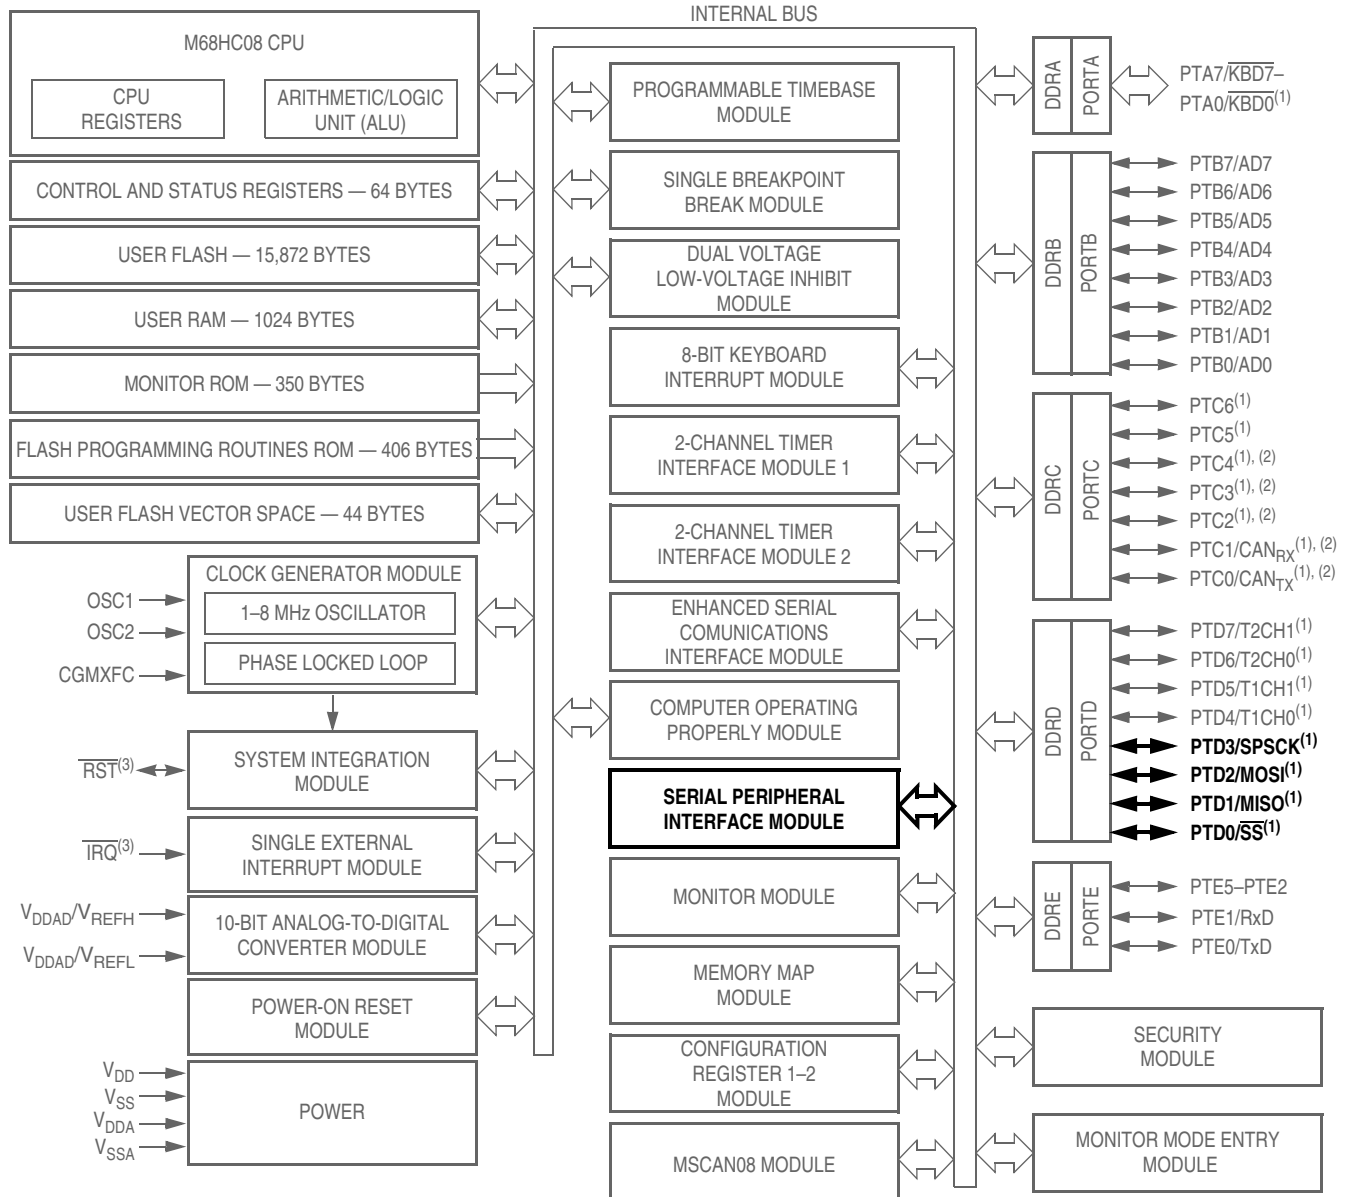 INTERNAL BUS
M68HC08 CPU
CPU
REGISTERS
ARITHMETIC/LOGIC
UNIT (ALU)
CONTROL AND STATUS REGISTERS — 64 BYTES
USER FLASH — 15,872 BYTES
USER RAM — 1024 BYTES
MONITOR ROM — 350 BYTES
FLASH PROGRAMMING ROUTINES ROM — 406 BYTES
USER FLASH VECTOR SPACE — 44 BYTES
CLOCK GENERATOR MODULE
1–8 MHz OSCILLATOR
PHASE LOCKED LOOP
OSC1
OSC2
CGMXFC
SYSTEM INTEGRATION
MODULE
RST(3)
SINGLE EXTERNAL
INTERRUPT MODULE
IRQ(3)
10-BIT ANALOG-TO-DIGITAL
CONVERTER MODULE
VDDAD/VREFH
VDDAD/VREFL
POWER-ON RESET
MODULE
POWER
VDD
VSS
VDDA
VSSA
PROGRAMMABLE TIMEBASE
MODULE
SINGLE BREAKPOINT
BREAK MODULE
DUAL VOLTAGE
LOW-VOLTAGE INHIBIT
MODULE
8-BIT KEYBOARD
INTERRUPT MODULE
2-CHANNEL TIMER
INTERFACE MODULE 1
2-CHANNEL TIMER
INTERFACE MODULE 2
ENHANCED SERIAL
COMUNICATIONS
INTERFACE MODULE
COMPUTER OPERATING
PROPERLY MODULE
SERIAL PERIPHERAL
INTERFACE MODULE
MONITOR MODULE
MEMORY MAP
MODULE
CONFIGURATION
REGISTER 1–2
MODULE
MSCAN08 MODULE
DDRA
PORTA
PTA7/KBD7–
PTA0/KBD0(1)
DDRB
PORTB
PTB7/AD7
PTB6/AD6
PTB5/AD5
PTB4/AD4
PTB3/AD3
PTB2/AD2
PTB1/AD1
PTB0/AD0
DDRC
PORTC
PTC6(1)
PTC5(1)
PTC4(1), (2)
PTC3(1), (2)
PTC2(1), (2)
PTC1/CANRX(1), (2)
PTC0/CANTX(1), (2)
DDRD
PORTD
PTD7/T2CH1(1)
PTD6/T2CH0(1)
PTD5/T1CH1(1)
PTD4/T1CH0(1)
PTD3/SPSCK(1)
PTD2/MOSI(1)
PTD1/MISO(1)
PTD0/SS(1)
DDRE
PORTE
PTE5–PTE2
PTE1/RxD
PTE0/TxD
SECURITY
MODULE
MONITOR MODE ENTRY
MODULE